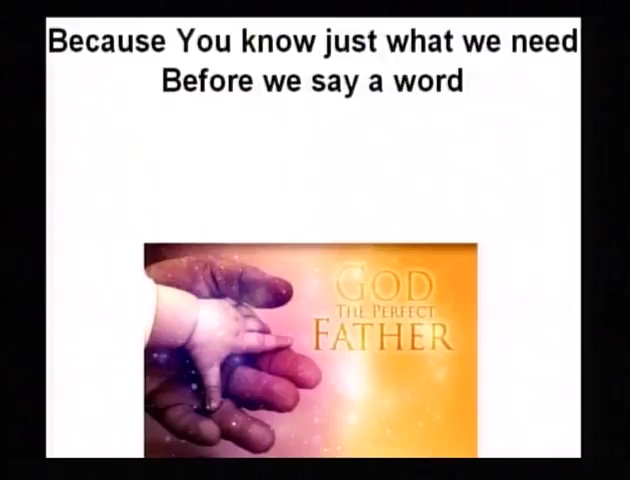 Because You know just what we need
Before we say a word
GOD
THE PERFECT
FATHER